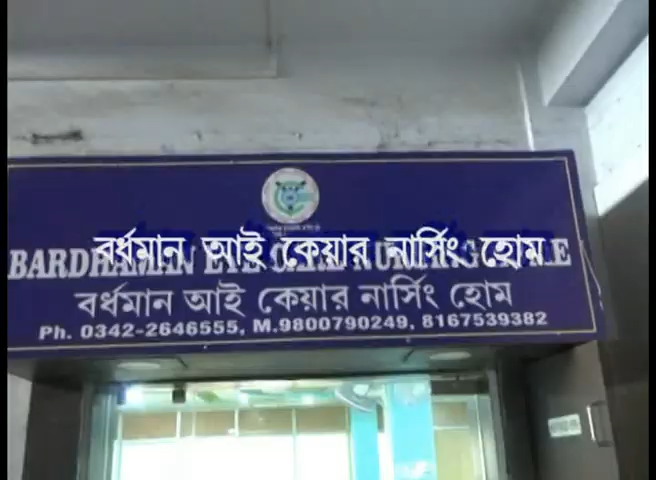 বর্ধমান আই কেয়ার নার্সিং হোম
BARDHAMAN EYE CARE NURSING HOME
বর্ধমান আই কেয়ার নার্সিং হোম
Ph. 0342-2646555, M.9800790249, 8167539382